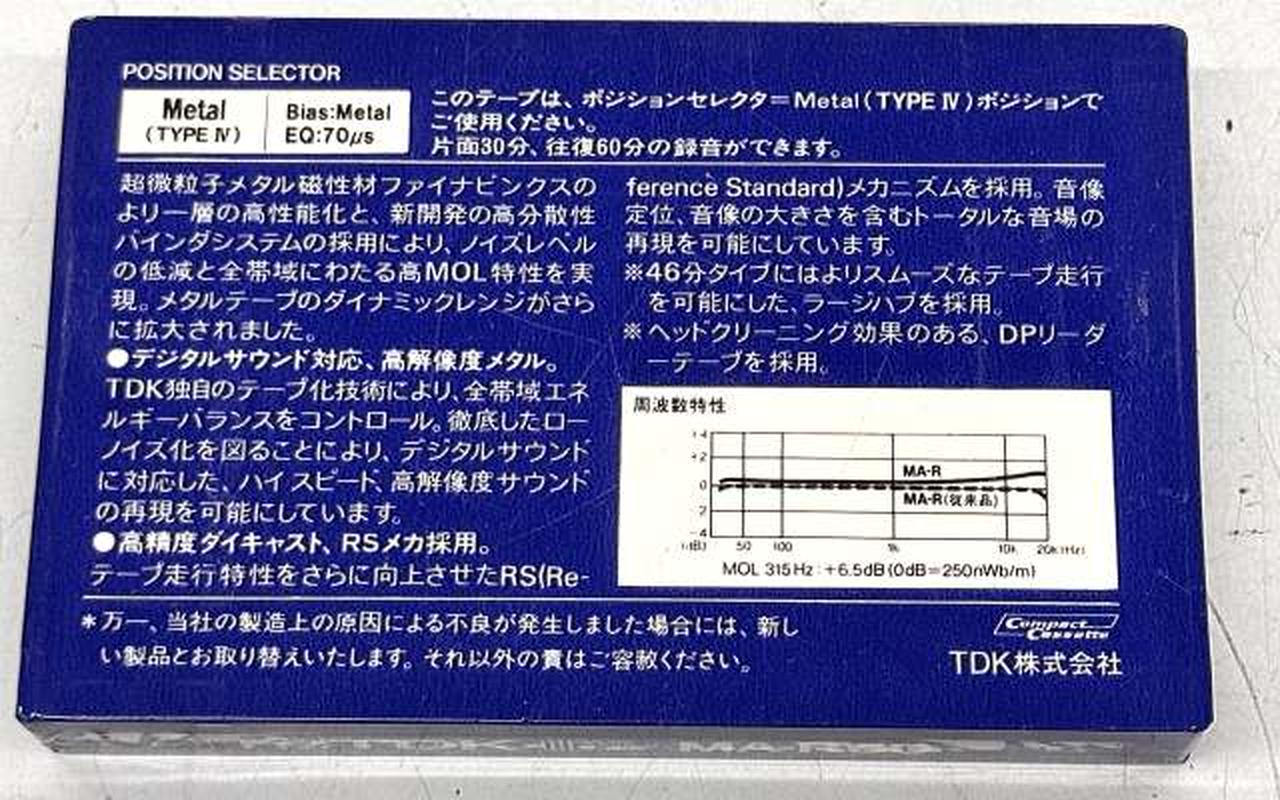 POSITION SELECTOR
Metal
(TYPE Ⅳ)
Bias:Metal
EQ:70μs
このテープは、ポジションセレクタ=Metal(TYPE Ⅳ)ポジションで
ご使用ください。
片面30分、往復60分の録音ができます。
超微粒子メタル磁性材ファイナビンクスの
より一層の高性能化と、新開発の高分散性
バインダシステムの採用により、ノイズレベル
の低減と全帯域にわたる高MOL特性を実
現。メタルテープのダイナミックレンジがさら
に拡大されました。
●デジタルサウンド対応、高解像度メタル。
TDK独自のテープ化技術により、全帯域エネ
ルギーバランスをコントロール。徹底したロー
ノイズ化を図ることにより、デジタルサウンド
に対応した、ハイスピード、高解像度サウンド
の再現を可能にしています。
●高精度ダイキャスト、RSメカ採用。
テープ走行特性をさらに向上させたRS(Re-
ference Standard)メカニズムを採用。音像
定位、音像の大きさを含むトータルな音場の
再現を可能にしています。
※46分タイプにはよりスムーズなテープ走行
を可能にした、ラージハブを採用。
※ヘッドクリーニング効果のある、DPリーダ
ーテープを採用。
周波数特性
+4
+2
0
2
-4
(dB)
50
100
1k
10k
20k(Hz)
MA-R
MA-R(従来品)
MOL 315Hz:+6.5dB(0dB=250nWb/m)
*万一、当社の製造上の原因による不良が発生しました場合には、新し
い製品とお取り替えいたします。それ以外の責はご容赦ください。
Compact
Cassette
TDK株式会社